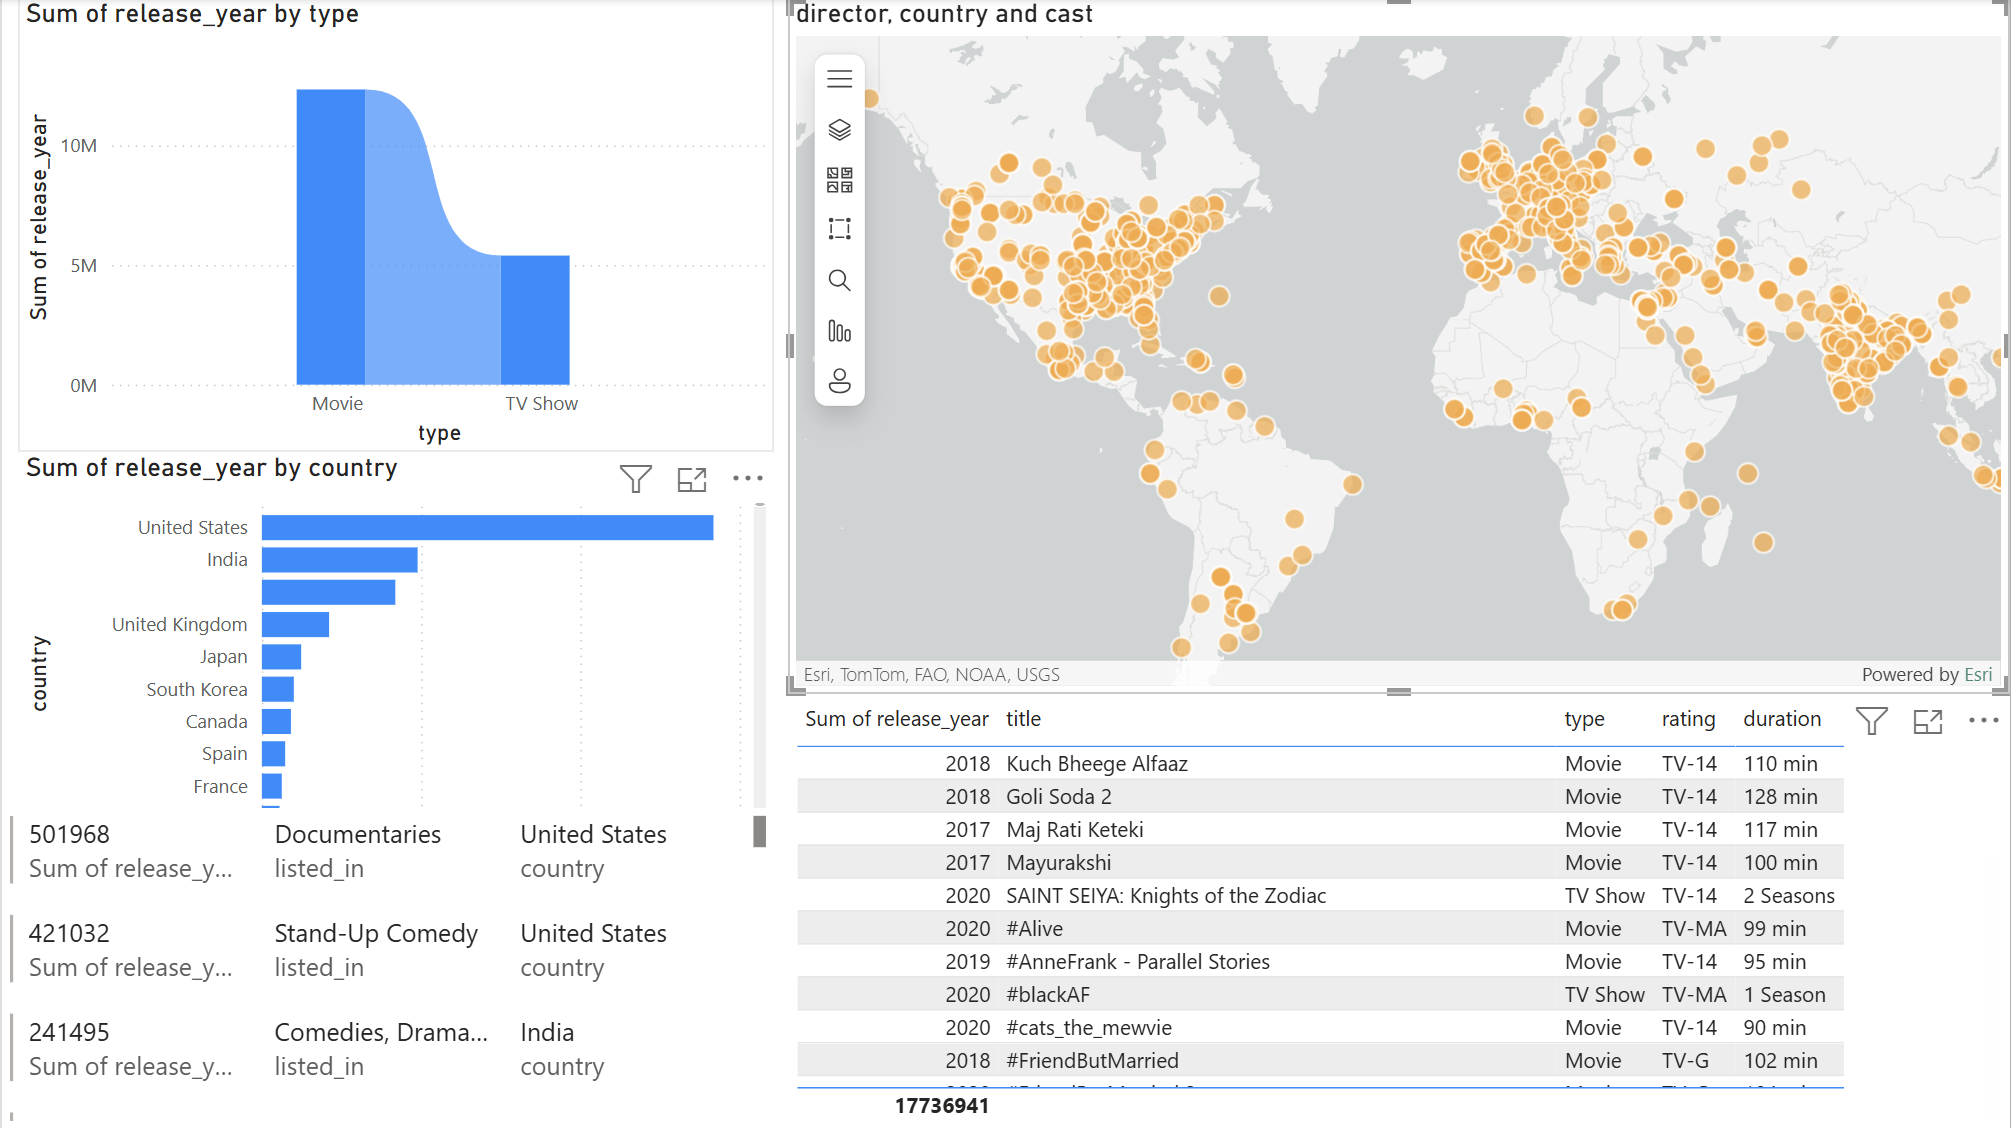 Sum of release_year by type
Sum of release_year
10M
5M
0M
Movie
TV Show
type
Sum of release_year by country
country
United States
India
United Kingdom
Japan
South Korea
Canada
Spain
France
501968
Documentaries
United States
Sum of release_y...
listed_in
country
421032
Stand-Up Comedy
United States
Sum of release_y...
listed_in
country
241495
Comedies, Drama...
India
Sum of release_y...
listed_in
country
director, country and cast
Esri, TomTom, FAO, NOAA, USGS
Powered by Esri
Sum of release_year title type rating duration
2018 Kuch Bheege Alfaaz Movie TV-14 110 min
2018 Goli Soda 2 Movie TV-14 128 min
2017 Maj Rati Keteki Movie TV-14 117 min
2017 Mayurakshi Movie TV-14 100 min
2020 SAINT SEIYA: Knights of the Zodiac TV Show TV-14 2 Seasons
2020 #Alive Movie TV-MA 99 min
2019 #AnneFrank - Parallel Stories Movie TV-14 95 min
2020 #blackAF TV Show TV-MA 1 Season
2020 #cats_the_mewvie Movie TV-14 90 min
2018 #FriendButMarried Movie TV-G 102 min
17736941